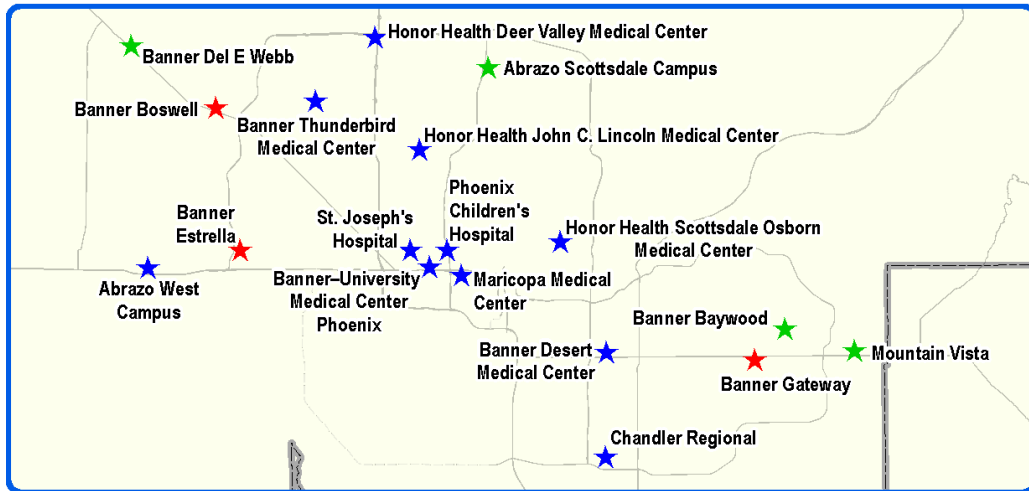 Honor Health Deer Valley Medical Center
Banner Del E Webb
Abrazo Scottsdale Campus
Banner Boswell
Banner Thunderbird
Medical Center
Honor Health John C. Lincoln Medical Center
Phoenix
Children's
Hospital
Banner
Estrella
St. Joseph's
Hospital
Honor Health Scottsdale Osborn
Medical Center
Abrazo West
Campus
Banner–University
Medical Center
Phoenix
Maricopa Medical
Center
Banner Baywood
Banner Desert
Medical Center
Mountain Vista
Banner Gateway
Chandler Regional